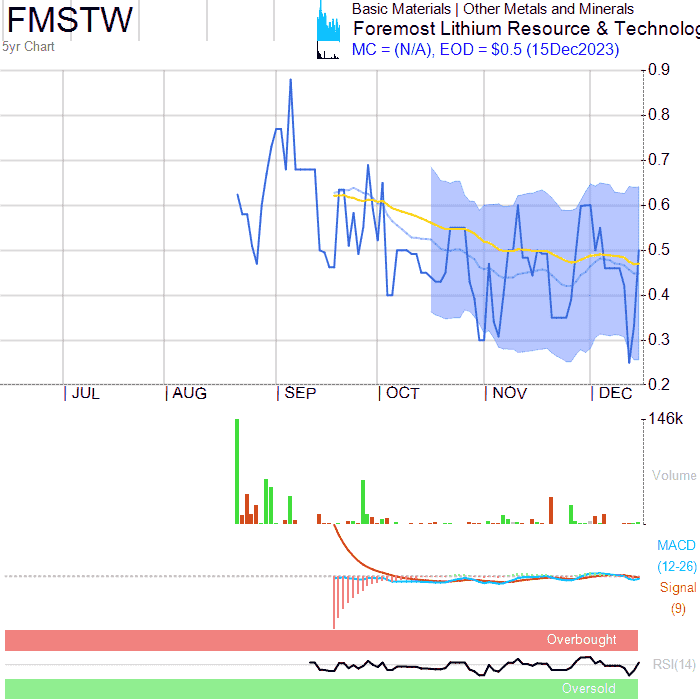 FMSTW
5yr Chart
Basic Materials | Other Metals and Minerals
Foremost Lithium Resource & Technolog
MC = (N/A), EOD = $0.5 (15Dec2023)
0.9
0.8
0.7
0.6
0.5
0.4
0.3
0.2
JUL AUG SEP OCT NOV DEC
146k
Volume
MACD
(12-26)
Signal
(9)
Overbought
RSI(14)
Oversold